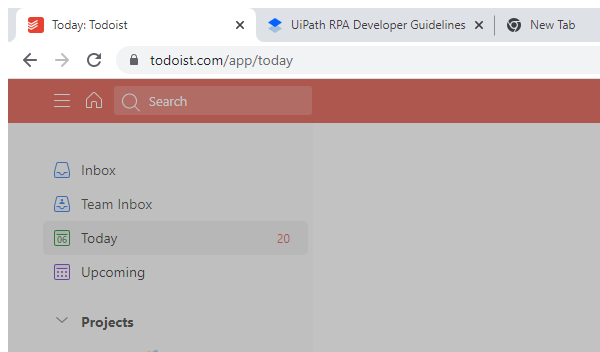 Today: Todoist
UiPath RPA Developer Guidelines
New Tab
todoist.com/app/today
Search
Inbox
Team Inbox
06 Today 20
Upcoming
Projects